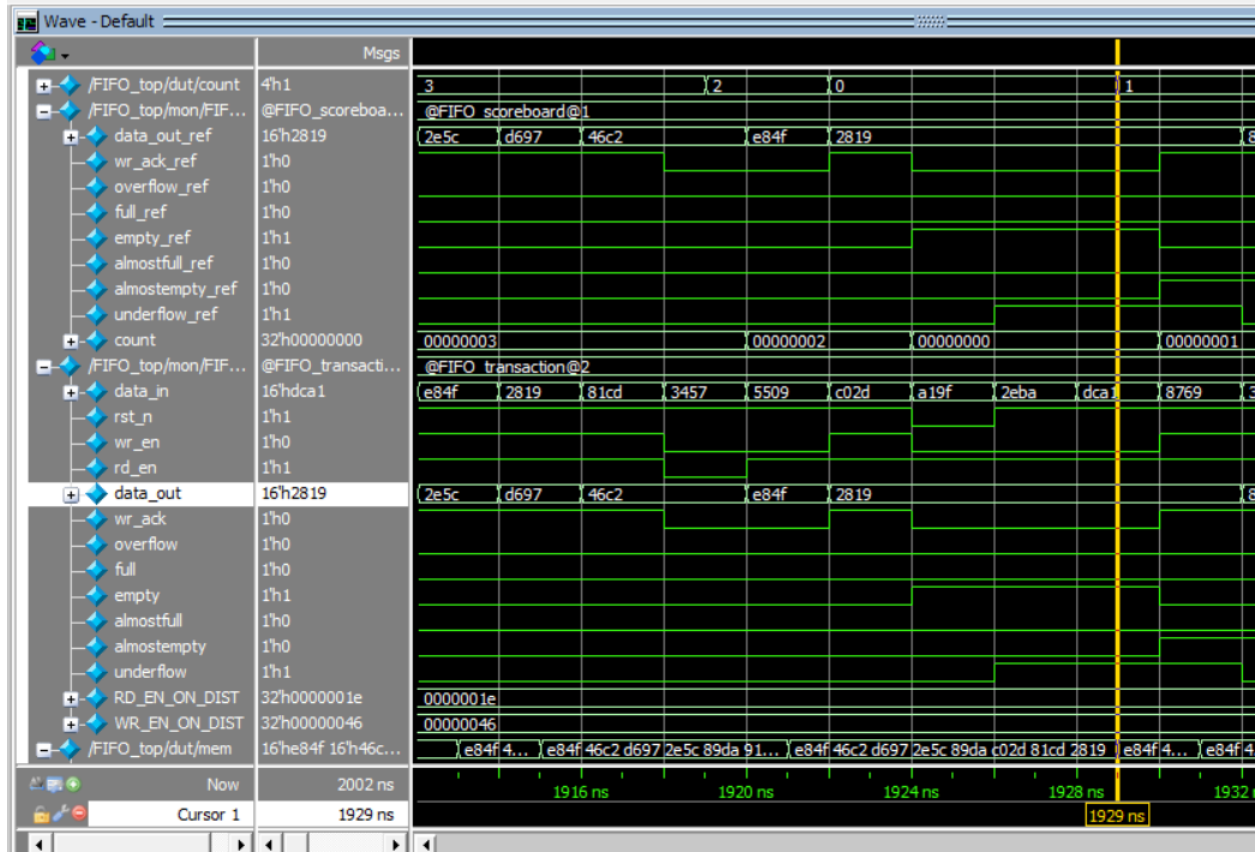 Wave - Default
Msgs
/FIFO_top/dut/count 4'h1 3 2 0 1
/FIFO_top/mon/FIF... @FIFO_scoreboa... @FIFO_scoreboard@1
data_out_ref 16'h2819 2e5c d697 46c2 e84f 2819 8
wr_ack_ref 1'h0
overflow_ref 1'h0
full_ref 1'h0
empty_ref 1'h1
almostfull_ref 1'h0
almostempty_ref 1'h0
underflow_ref 1'h1
count 32'h00000000 00000003 00000002 00000000 00000001
/FIFO_top/mon/FIF... @FIFO_transacti... @FIFO_transaction@2
data_in 16'hdca1 e84f 2819 81cd 3457 5509 c02d a19f 2eba dca1 8769 3
rst_n 1'h1
wr_en 1'h0
rd_en 1'h1
data_out 16'h2819 2e5c d697 46c2 e84f 2819 8
wr_ack 1'h0
overflow 1'h0
full 1'h0
empty 1'h1
almostfull 1'h0
almostempty 1'h0
underflow 1'h1
RD_EN_ON_DIST 32'h0000001e 0000001e
WR_EN_ON_DIST 32'h00000046 00000046
/FIFO_top/dut/mem 16'he84f 16'h46c... e84f 4... e84f 46c2 d697 2e5c 89da 91... e84f 46c2 d697 2e5c 89da c02d 81cd 2819 e84f 4... e84f 4
Now 2002 ns 1916 ns 1920 ns 1924 ns 1928 ns 1932
Cursor 1 1929 ns 1929 ns